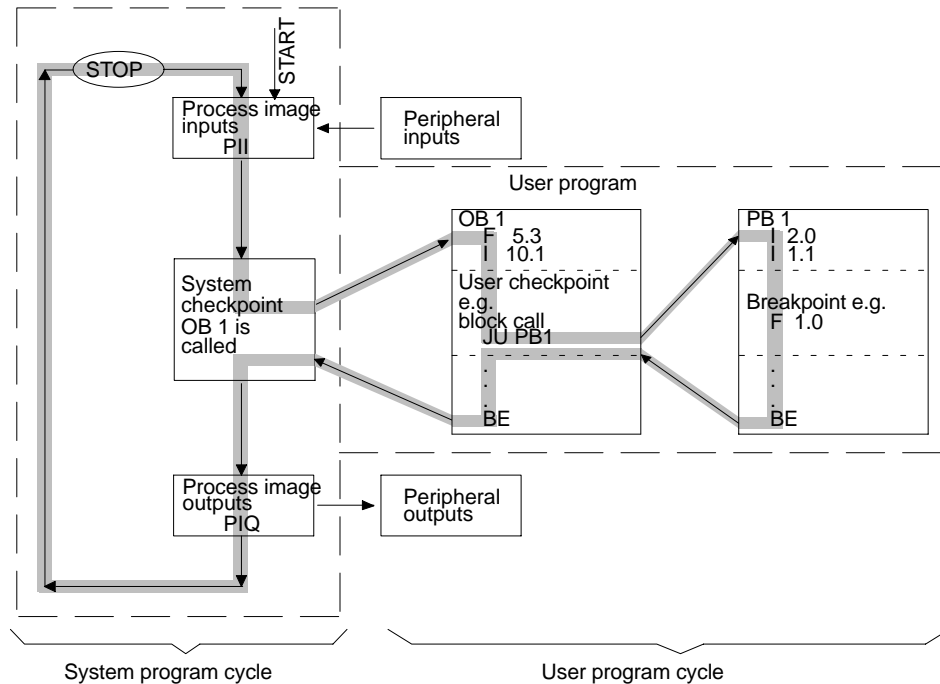 START
STOP
Process image
inputs
PII
Peripheral
inputs
User program
OB 1
F 5.3
I 10.1
PB 1
I 2.0
I 1.1
System
checkpoint
OB 1 is
called
User checkpoint
e.g.
block call
JU PB1
.
.
.
BE
Breakpoint e.g.
F 1.0
.
.
.
BE
Process image
outputs
PIQ
Peripheral
outputs
System program cycle
User program cycle